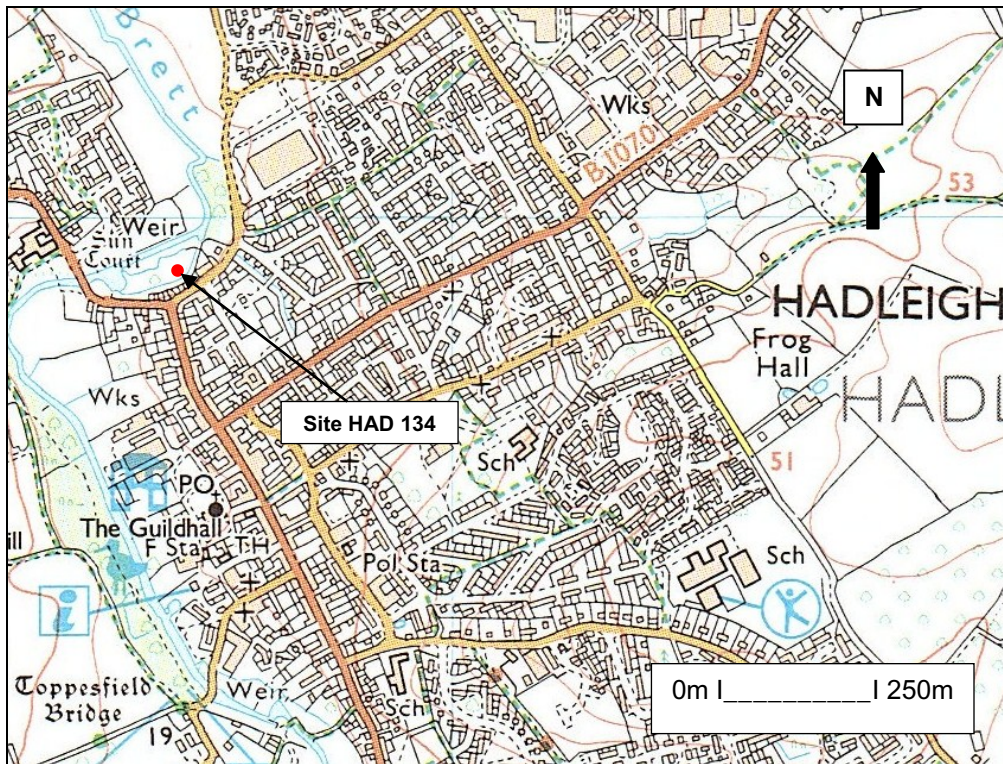 Brett
Wks
N
B 1070
53
Weir
Sun
Court
HADLEIGH
Frog
Hall
HADL
Wks
Site HAD 134
51
Sch
PO
The Guildhall
F Sta
TH
ill
Pol Sta
Sch
i
0m I__________I 250m
Toppesfield
Bridge
Weir
Sch
19